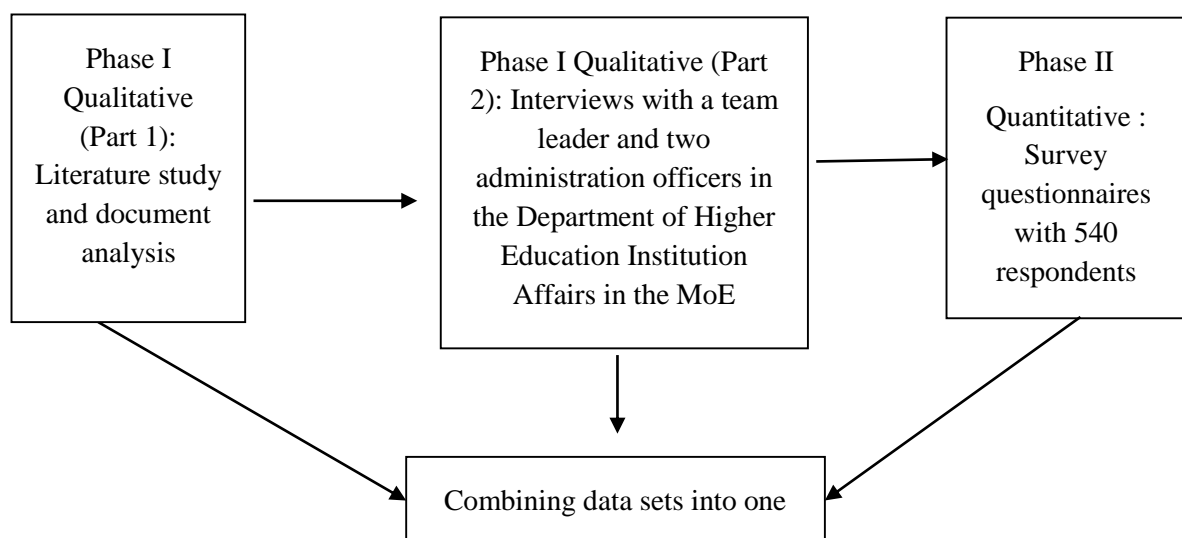 Phase I
Qualitative
(Part 1):
Literature study
and document
analysis
Phase I Qualitative (Part
2): Interviews with a team
leader and two
administration officers in
the Department of Higher
Education Institution
Affairs in the MoE
Phase II
Quantitative :
Survey
questionnaires
with 540
respondents
Combining data sets into one